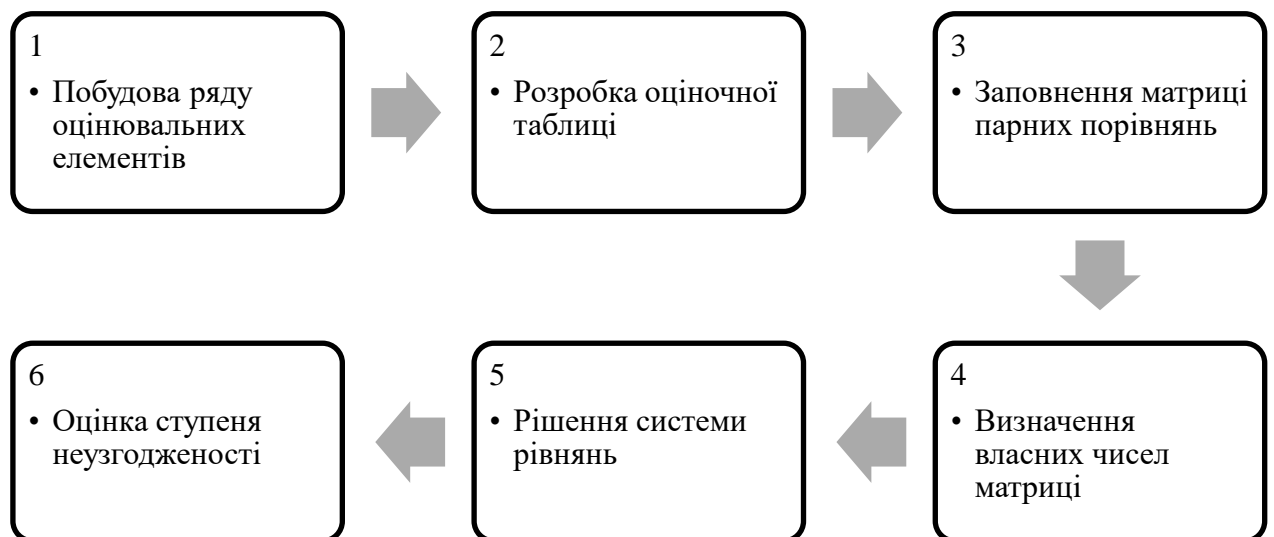 1
• Побудова ряду
оцінювальних
елементів
2
• Розробка оціночної
таблиці
3
• Заповнення матриці
парних порівнянь
4
• Визначення
власних чисел
матриці
5
• Рішення системи
рівнянь
6
• Оцінка ступеня
неузгодженості